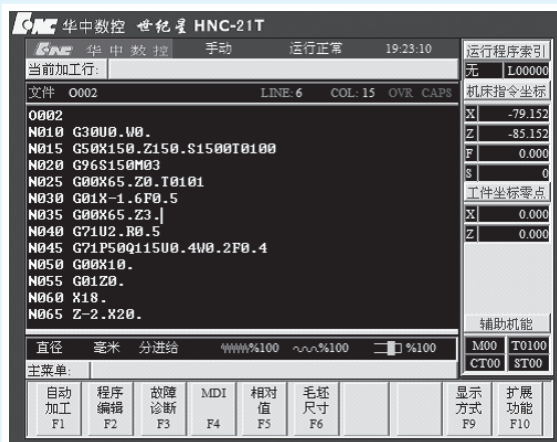 华中数控 世纪星 HNC-21T
华中数控 手动 运行正常 19:23:10 运行程序索引
当前加工行: 无 L00000
文件 O002 LINE:6 COL:15 OVR CAPS 机床指令坐标
O002 X -79.152
N010 G30U0.W0. Z -85.152
N015 G50X150.Z150.S1500T0100 F 0.000
N020 G96S150M03 S 0
N025 G00X65.Z0.T0101 工件坐标零点
N030 G01X-1.6F0.5 X 0.000
N035 G00X65.Z3. Z 0.000
N040 G71U2.R0.5
N045 G71P50Q115U0.4W0.2F0.4
N050 G00X10.
N055 G01Z0.
N060 X18.
N065 Z-2.X20. 辅助机能
直径 毫米 分进给 %100 %100 %100 M00 T0100
主菜单: CT00 ST00
自动加工 F1
程序编辑 F2
故障诊断 F3
MDI F4
相对值 F5
毛坯尺寸 F6
显示方式 F9
扩展功能 F10